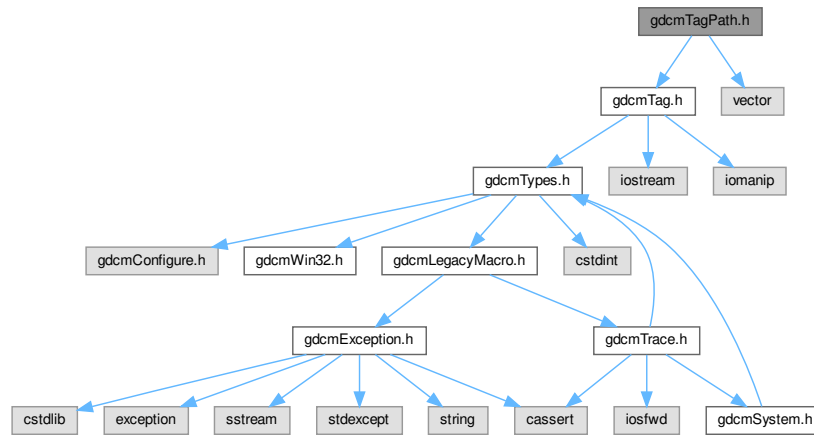 gdcmTagPath.h
gdcmTag.h
vector
gdcmTypes.h
iostream
iomanip
gdcmConfigure.h
gdcmWin32.h
gdcmLegacyMacro.h
cstdint
gdcmException.h
gdcmTrace.h
cstdlib
exception
sstream
stdexcept
string
cassert
iosfwd
gdcmSystem.h